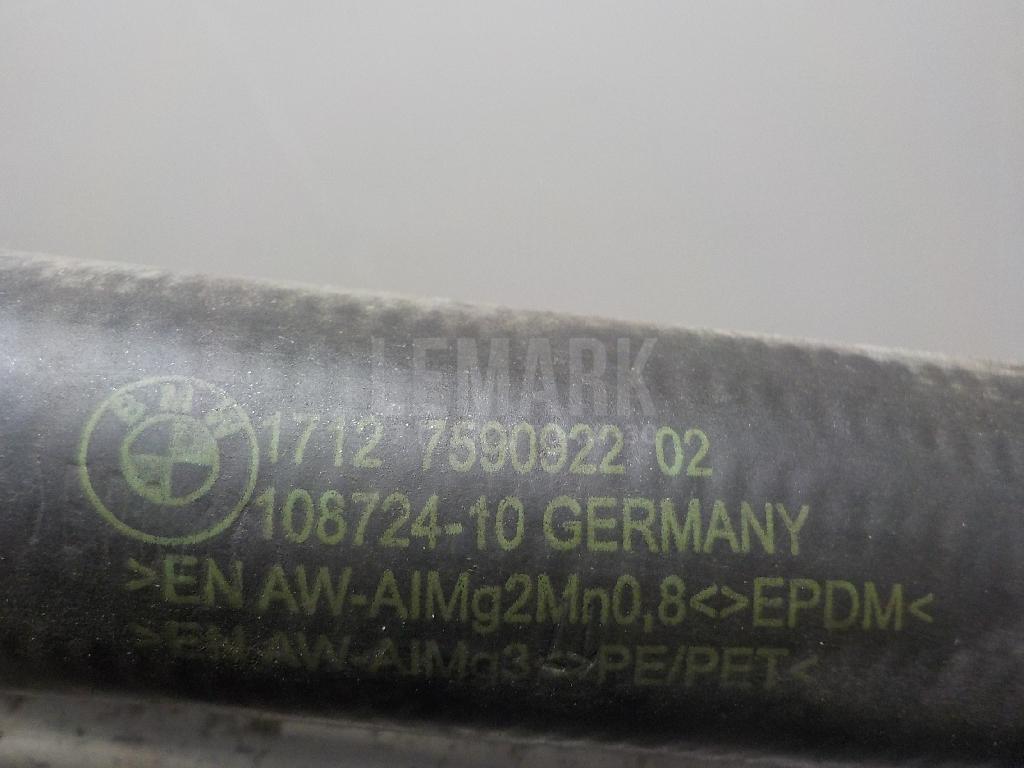 LEMARK
BMW
1712 7590922 02
108724-10 GERMANY
>EN AW-AlMg2Mn0,8<>EPDM<
>EN AW-AlMg3 <>PE/PET<